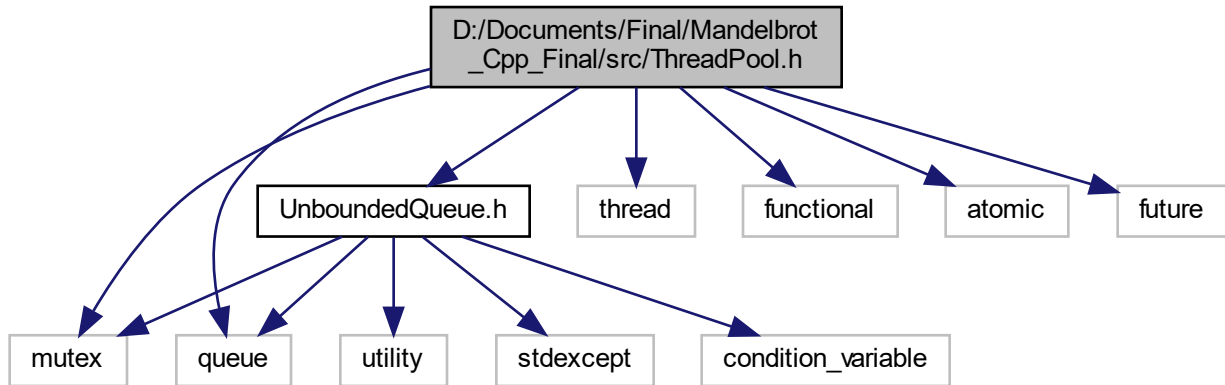 D:/Documents/Final/Mandelbrot
_Cpp_Final/src/ThreadPool.h
UnboundedQueue.h
thread
functional
atomic
future
mutex
queue
utility
stdexcept
condition_variable